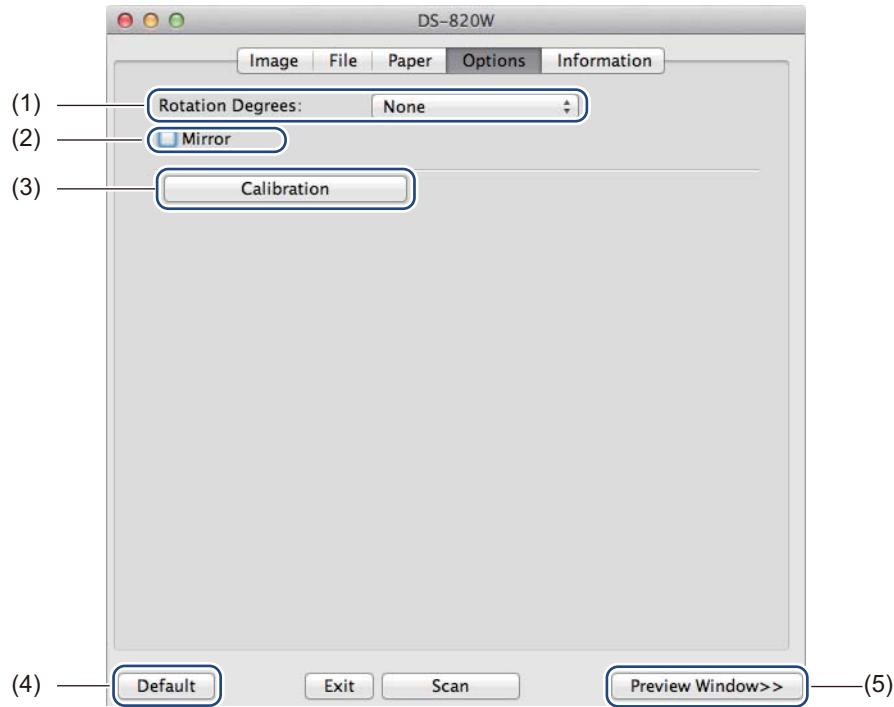 DS-820W
Image File Paper Options Information
(1) Rotation Degrees: None
(2) Mirror
(3) Calibration
(4) Default Exit Scan Preview Window>> (5)